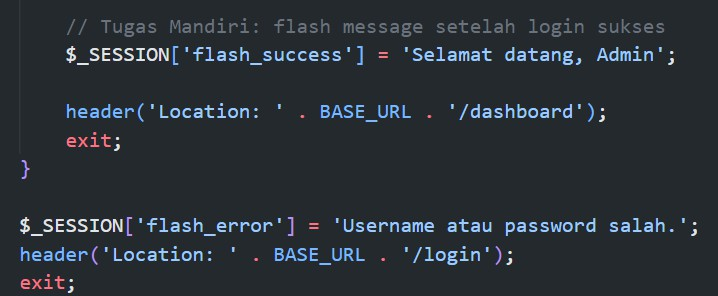 // Tugas Mandiri: flash message setelah login sukses
$_SESSION['flash_success'] = 'Selamat datang, Admin';
header('Location: ' . BASE_URL . '/dashboard');
exit;
}
$_SESSION['flash_error'] = 'Username atau password salah.';
header('Location: ' . BASE_URL . '/login');
exit;